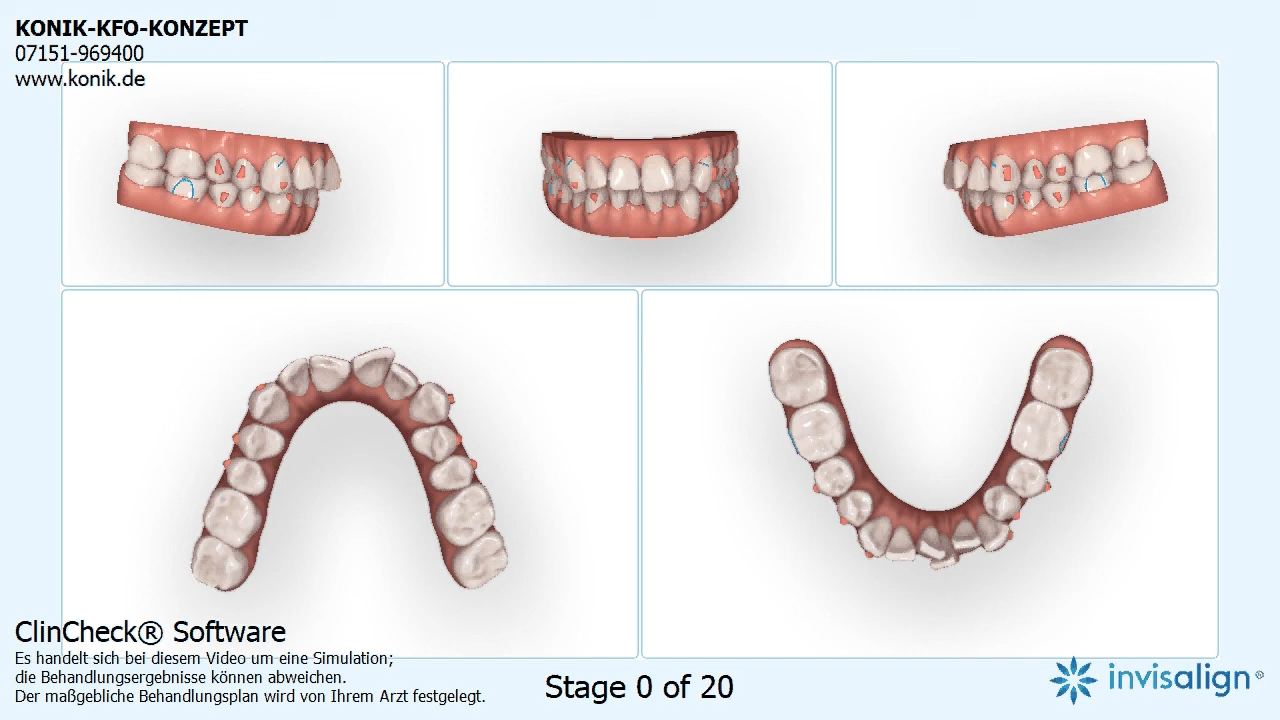 KONIK-KFO-KONZEPT
07151-969400
www.konik.de
ClinCheck® Software
Es handelt sich bei diesem Video um eine Simulation;
die Behandlungsergebnisse können abweichen.
Der maßgebliche Behandlungsplan wird von Ihrem Arzt festgelegt.
Stage 0 of 20
invisalign®